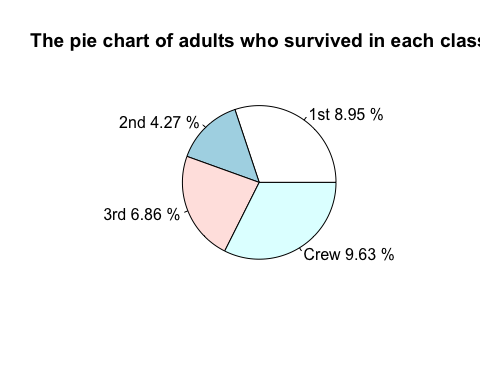 The pie chart of adults who survived in each clas
1st 8.95 %
2nd 4.27 %
3rd 6.86 %
Crew 9.63 %